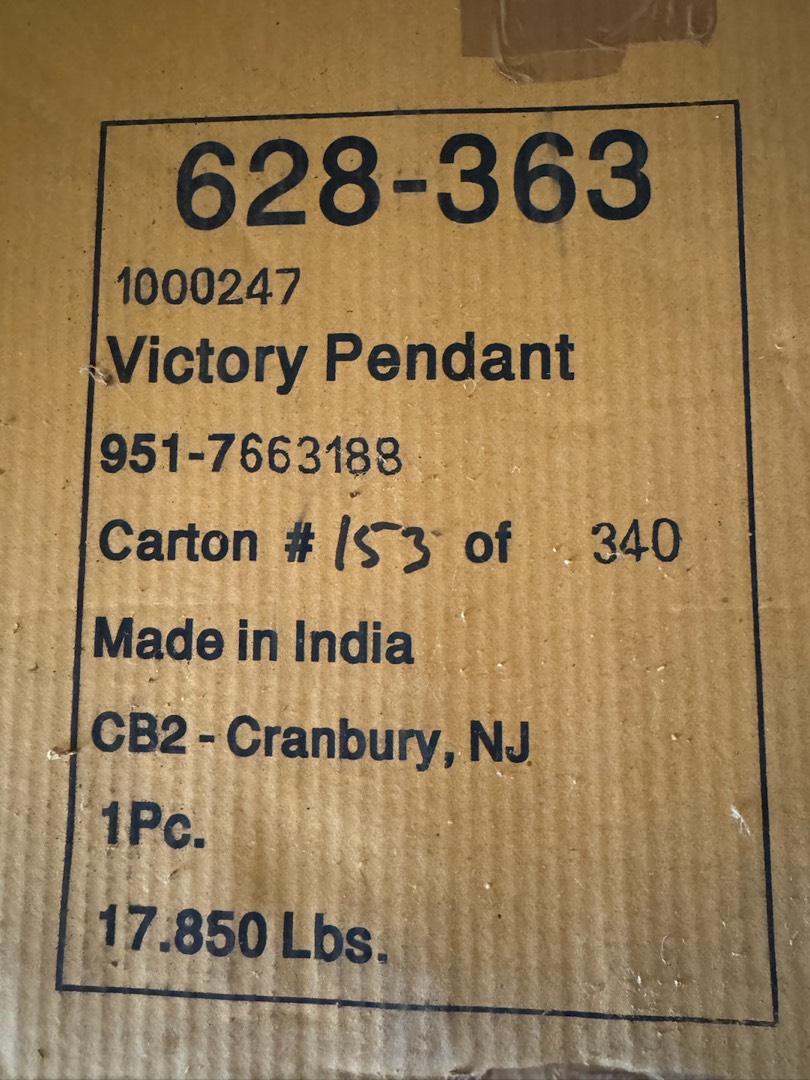 628-363
1000247
Victory Pendant
951-7663188
Carton # 153 of 340
Made in India
CB2 - Cranbury, NJ
1Pc.
17.850 Lbs.